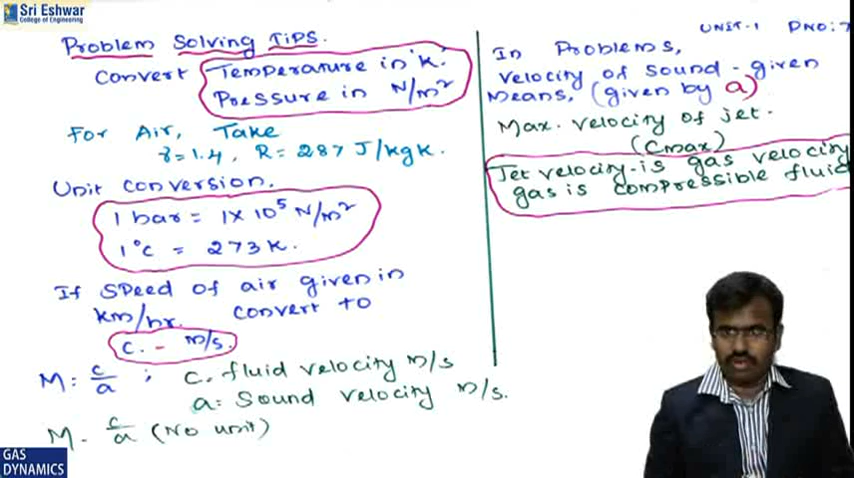 Sri Eshwar
College of Engineering
Problem Solving TIPS.
Convert Temperature in °K.
Pressure in N/m²
For Air, Take
γ=1.4, R= 287 J/kgK.
Unit conversion.
1 bar = 1x10⁵ N/m²
1°c = 273K.
If speed of air given in
km/hr. convert to
c. - m/s.
M = c/a ; c. fluid velocity m/s
a = Sound velocity m/s.
M - c/a (No unit)
GAS
DYNAMICS
UNIT-1 PNO:7
In Problems,
velocity of sound - given
Means, (given by a)
Max. velocity of jet.
(Cmax)
Jet velocity is gas velocity
gas is compressible fluid